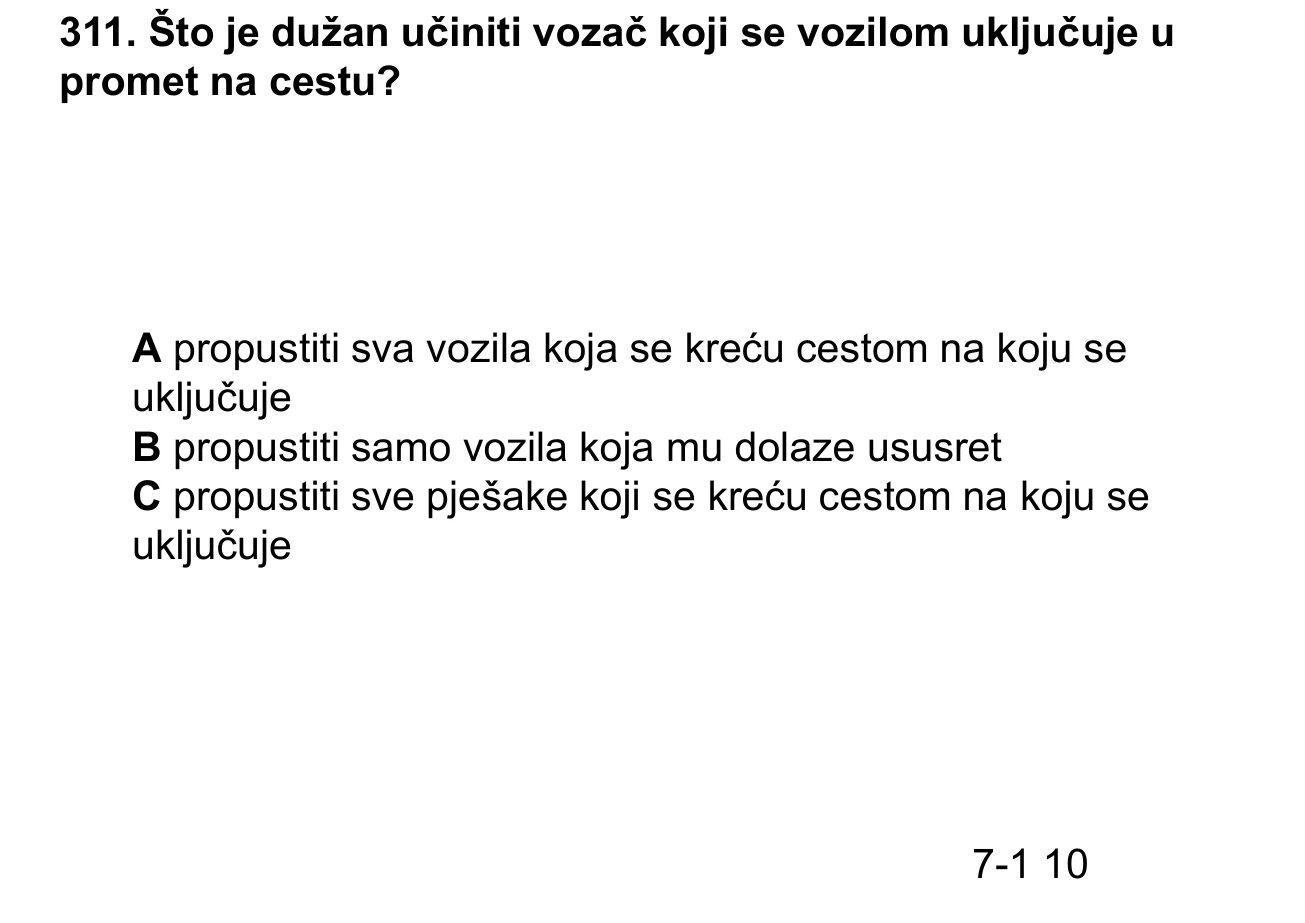 311. Što je dužan učiniti vozač koji se vozilom uključuje u
promet na cestu?
A propustiti sva vozila koja se kreću cestom na koju se
uključuje
B propustiti samo vozila koja mu dolaze ususret
C propustiti sve pješake koji se kreću cestom na koju se
uključuje
7-1 10